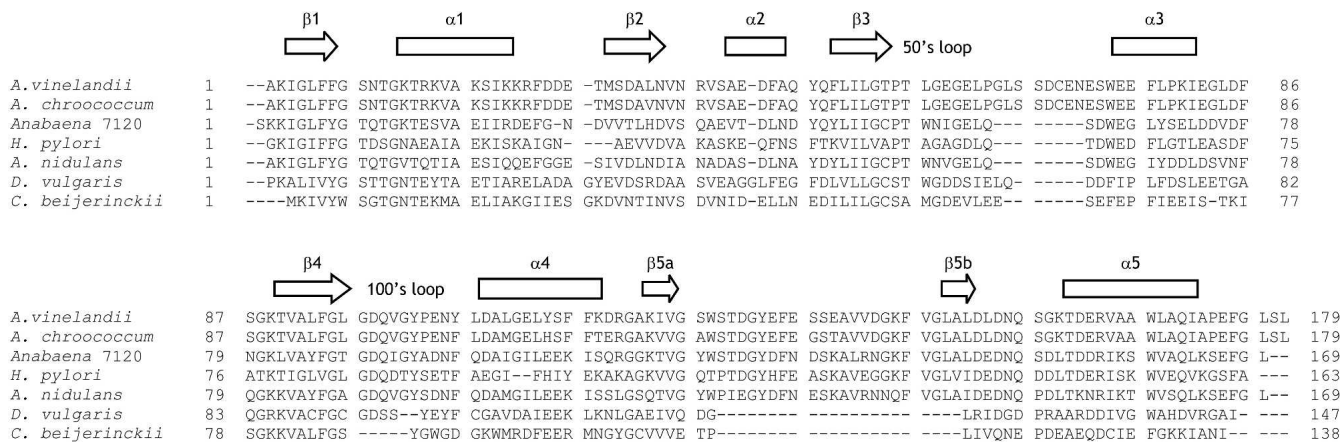 β1 α1 β2 α2 β3 50's loop α3
A.vinelandii 1 --AKIGLFFG SNTGKTRKVA KSIKKRFDDE -TMSDALNVN RVSAE-DFAQ YQFLILGTPT LGEGELPGLS SDCENESWEE FLPKIEGLDF 86
A. chroococcum 1 --AKIGLFFG SNTGKTRKVA KSIKKRFDDE -TMSDAVNVN RVSAE-DFAQ YQFLILGTPT LGEGELPGLS SDCENESWEE FLPKIEGLDF 86
Anabaena 7120 1 -SKKIGLFYG TQTGKTESVA EIIRDEFG-N -DVVTLHDVS QAEVT-DLND YQYLIIGCPT WNIGELQ--- ------SDWEG LYSELDDVDF 78
H. pylori 1 --GKIGIFFG TDSGNAEAIA EKISKAIGN- --AEVVDVA KASKE-QFNS FTKVILVAPT AGAGDLQ--- ------TDWED FLGTLEASDF 75
A. nidulans 1 --AKIGLFYG TQTGVTQTIA ESIQQEFGGE -SIVDLNDIA NADAS-DLNA YDYLIIGCPT WNVGELQ--- ------SDWEG IYDDLDSVNF 78
D. vulgaris 1 -PKALIVYG STTGNTEYTA ETIARELADA GYEVDSRDAA SVEAGGLFEG FDLVLLGCST WGDDSIELQ- ------DDFIP LFDSLEETGA 82
C. beijerinckii 1 ----MKIVYW SGTGNTEKMA ELIAKGIIES GKDVNTINVS DVNID-ELLN EDILILGCSA MGDEVLEE-- ------SEFEP FIEEIS-TKI 77
β4 100's loop α4 β5a β5b α5
A.vinelandii 87 SGKTVALFGL GDQVGYPENY LDALGELYSF FKDRGAKIVG SWSTDGYEFE SSEAVVDGKF VGLALDLDNQ SGKTDERVAA WLAQIAPEFG LSL 179
A. chroococcum 87 SGKTVALFGL GDQVGYPENF LDAMGELHSF FTERGAKVVG AWSTDGYEFE GSTAVVDGKF VGLALDLDNQ SGKTDERVAA WLAQIAPEFG LSL 179
Anabaena 7120 79 NGKLVAYFGT GDQIGYADNF QDAIGILEEK ISQRGGKTVG YWSTDGYDFN DSKALRNGKF VGLALDEDNQ SDLTDDRIKS WVAQLKSEFG L-- 169
H. pylori 76 ATKTIGLVGL GDQDTYSETF AEGI--FHIY EKAKAGKVVG QTPTDGYHFE ASKAVEGGKF VGLVIDEDNQ DDLTDERISK WVEQVKGSFA --- 163
A. nidulans 79 QGKKVAYFGA GDQVGYSDNF QDAMGILEEK ISSLGSQTVG YWPIEGYDFN ESKAVRNNQF VGLAIDEDNQ PDLTKNRIKT WVSQLKSEFG L-- 169
D. vulgaris 83 QGRKVACFGC GDSS--YEYF CGAVDAIEEK LKNLGAEIVQ DG-------- ---------- --LRIDGD PRAARDDIVG WAHDVRGAI- --- 147
C. beijerinckii 78 SGKKVALFGS -----YGWGD GKWMRDFEER MNGYGCVVVE TP-------- ---------- --LIVQNE PDEAEQDCIE FGKKIANI-- --- 138